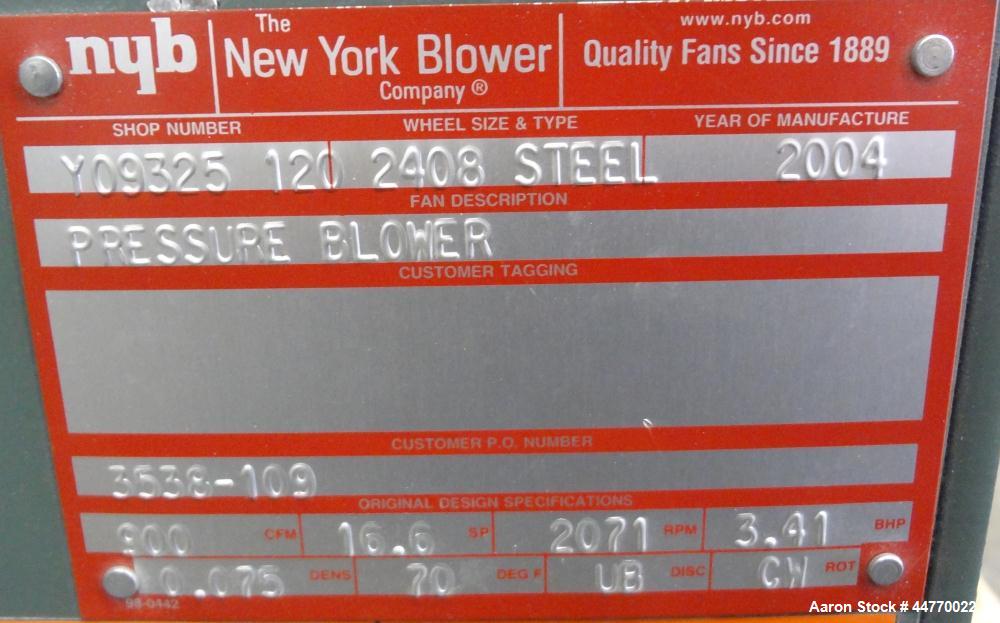 nyb
The
New York Blower
Company ®
www.nyb.com
Quality Fans Since 1889
SHOP NUMBER WHEEL SIZE & TYPE YEAR OF MANUFACTURE
Y09325 120 2408 STEEL 2004
FAN DESCRIPTION
PRESSURE BLOWER
CUSTOMER TAGGING
CUSTOMER P.O. NUMBER
3538-109
ORIGINAL DESIGN SPECIFICATIONS
900 CFM 16.6 SP 2071 RPM 3.41 BHP
0.075 DENS 70 DEG F UB DISC CW ROT
98-0442
Aaron Stock # 44770022